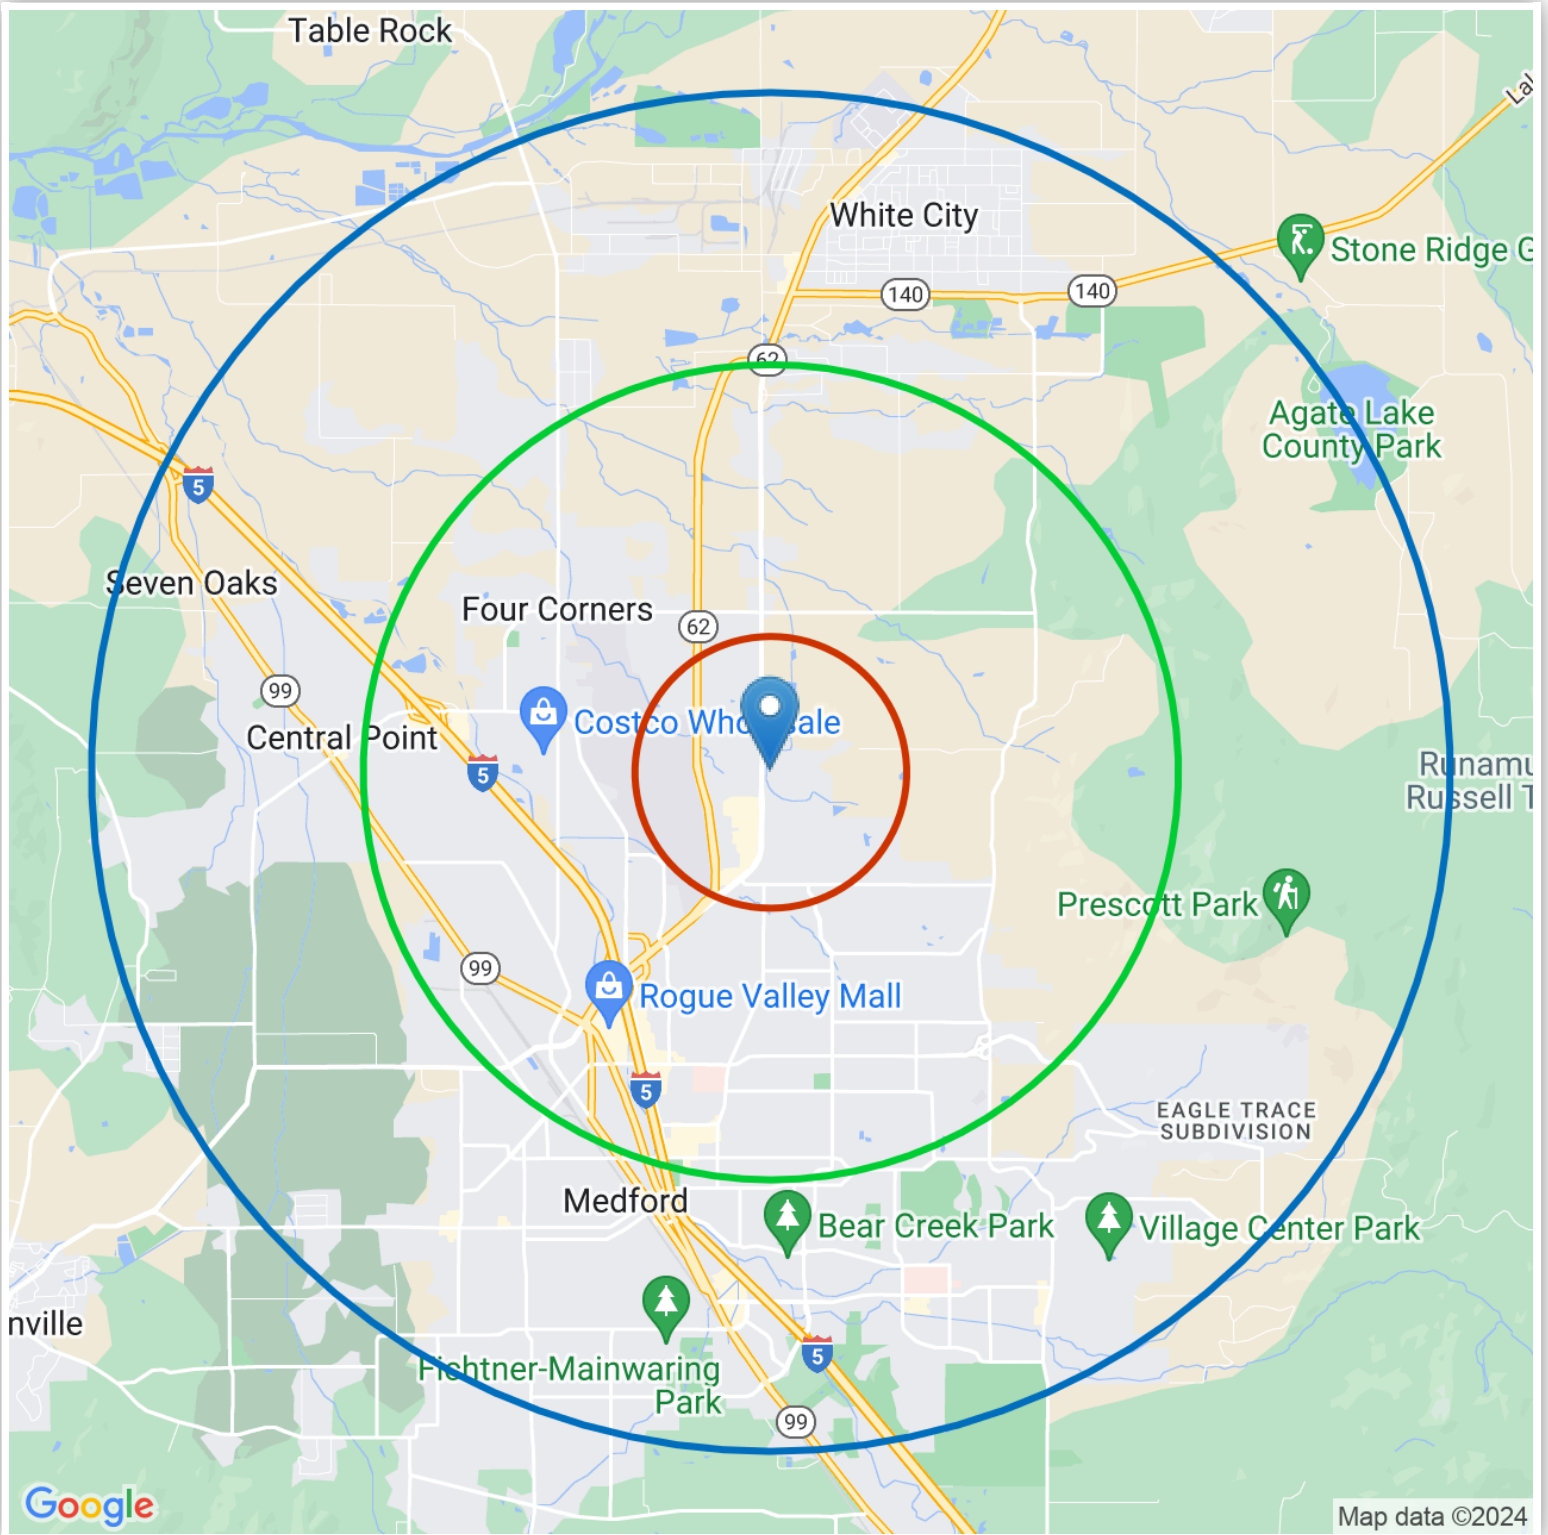 Table Rock
White City
Stone Ridge G
140
140
62
Agate Lake
County Park
5
Seven Oaks
Four Corners
62
99
Costco Wholesale
Central Point
5
Runamu
Russell T
Prescott Park
99
Rogue Valley Mall
5
EAGLE TRACE
SUBDIVISION
Medford
Bear Creek Park
Village Center Park
nville
5
Fichtner-Mainwaring
Park
99
Google
Map data ©2024